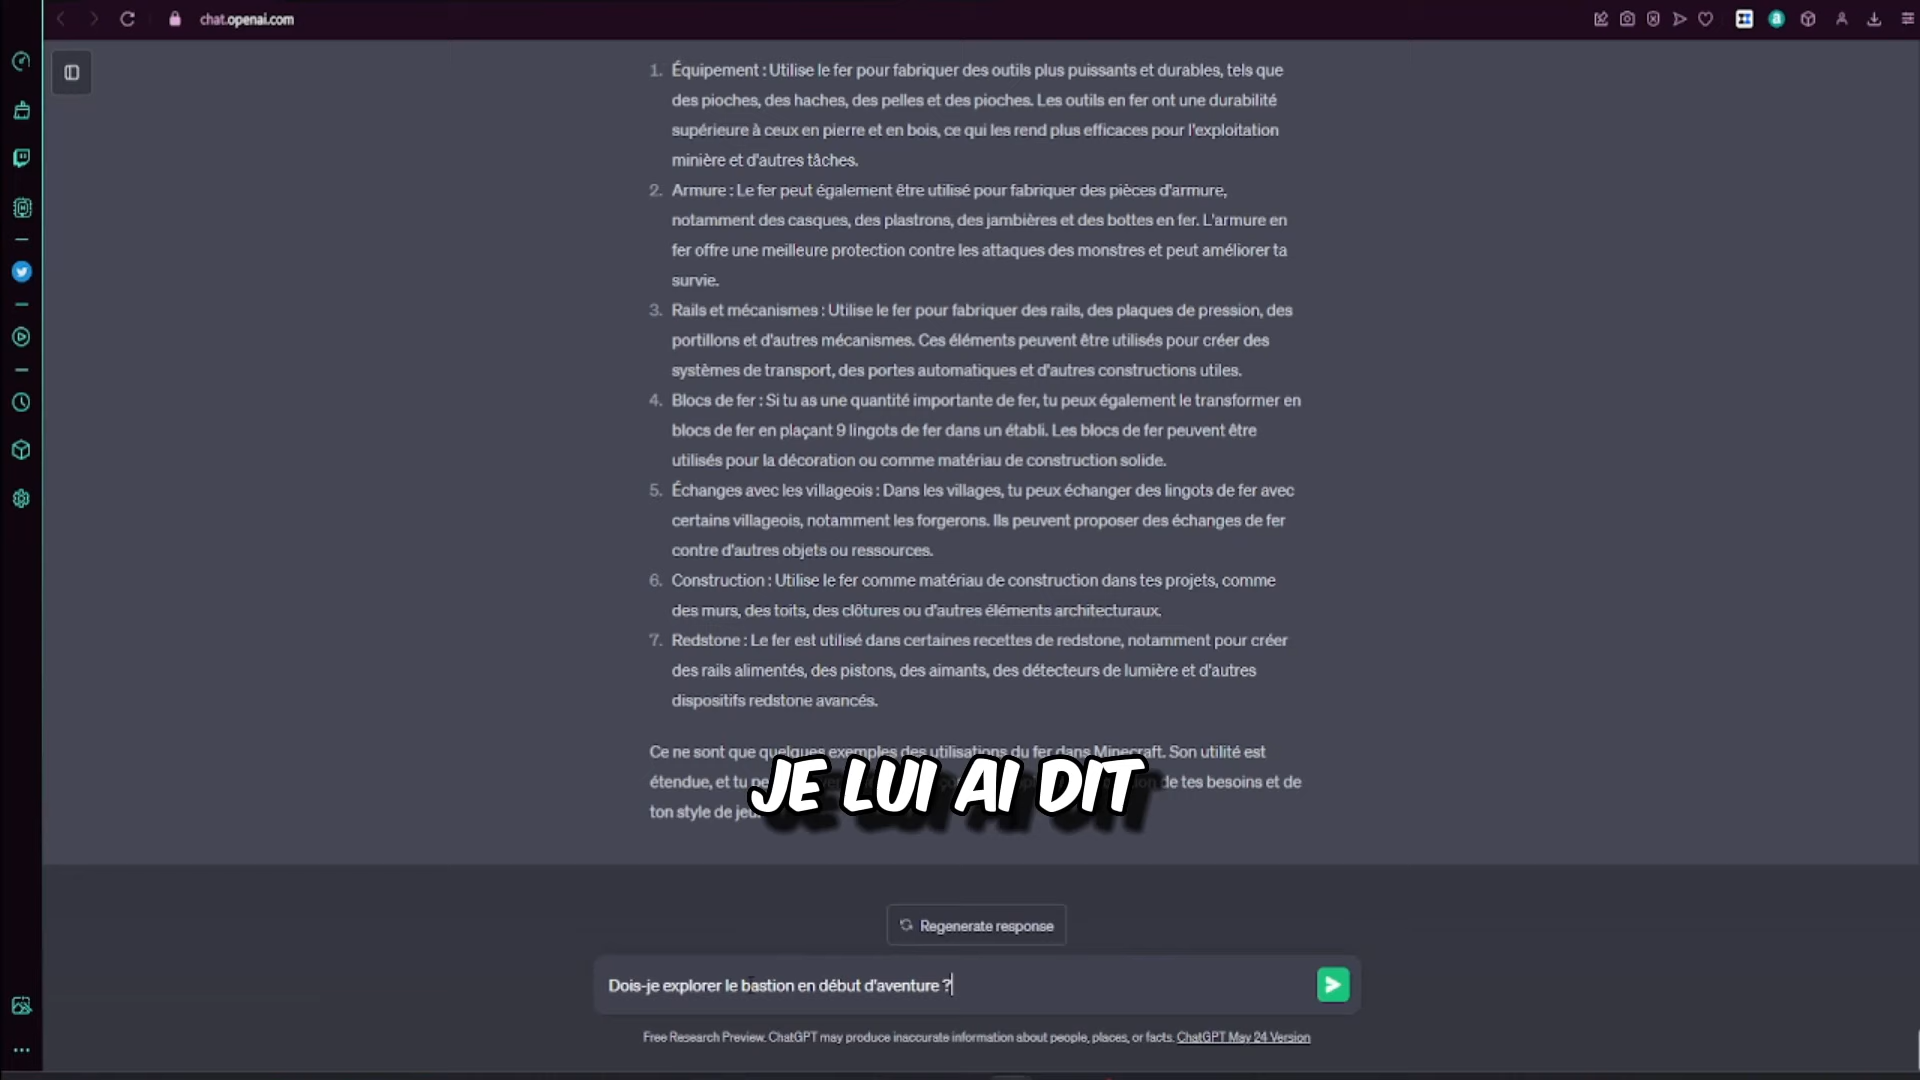 chat.openai.com
1. Équipement : Utilise le fer pour fabriquer des outils plus puissants et durables, tels que
des pioches, des haches, des pelles et des pioches. Les outils en fer ont une durabilité
supérieure à ceux en pierre et en bois, ce qui les rend plus efficaces pour l'exploitation
minière et d'autres tâches.
2. Armure : Le fer peut également être utilisé pour fabriquer des pièces d'armure,
notamment des casques, des plastrons, des jambières et des bottes en fer. L'armure en
fer offre une meilleure protection contre les attaques des monstres et peut améliorer ta
survie.
3. Rails et mécanismes : Utilise le fer pour fabriquer des rails, des plaques de pression, des
portillons et d'autres mécanismes. Ces éléments peuvent être utilisés pour créer des
systèmes de transport, des portes automatiques et d'autres constructions utiles.
4. Blocs de fer : Si tu as une quantité importante de fer, tu peux également le transformer en
blocs de fer en plaçant 9 lingots de fer dans un établi. Les blocs de fer peuvent être
utilisés pour la décoration ou comme matériau de construction solide.
5. Échanges avec les villageois : Dans les villages, tu peux échanger des lingots de fer avec
certains villageois, notamment les forgerons. Ils peuvent proposer des échanges de fer
contre d'autres objets ou ressources.
6. Construction : Utilise le fer comme matériau de construction dans tes projets, comme
des murs, des toits, des clôtures ou d'autres éléments architecturaux.
7. Redstone : Le fer est utilisé dans certaines recettes de redstone, notamment pour créer
des rails alimentés, des pistons, des aimants, des détecteurs de lumière et d'autres
dispositifs redstone avancés.
Ce ne sont que quelques exemples des utilisations du fer dans Minecraft. Son utilité est
étendue, et tu de tes besoins et de
ton style de jeu
JE LUI AI DIT
Regenerate response
Dois-je explorer le bastion en début d'aventure ?
Free Research Preview. ChatGPT may produce inaccurate information about people, places, or facts. ChatGPT May 24 Version